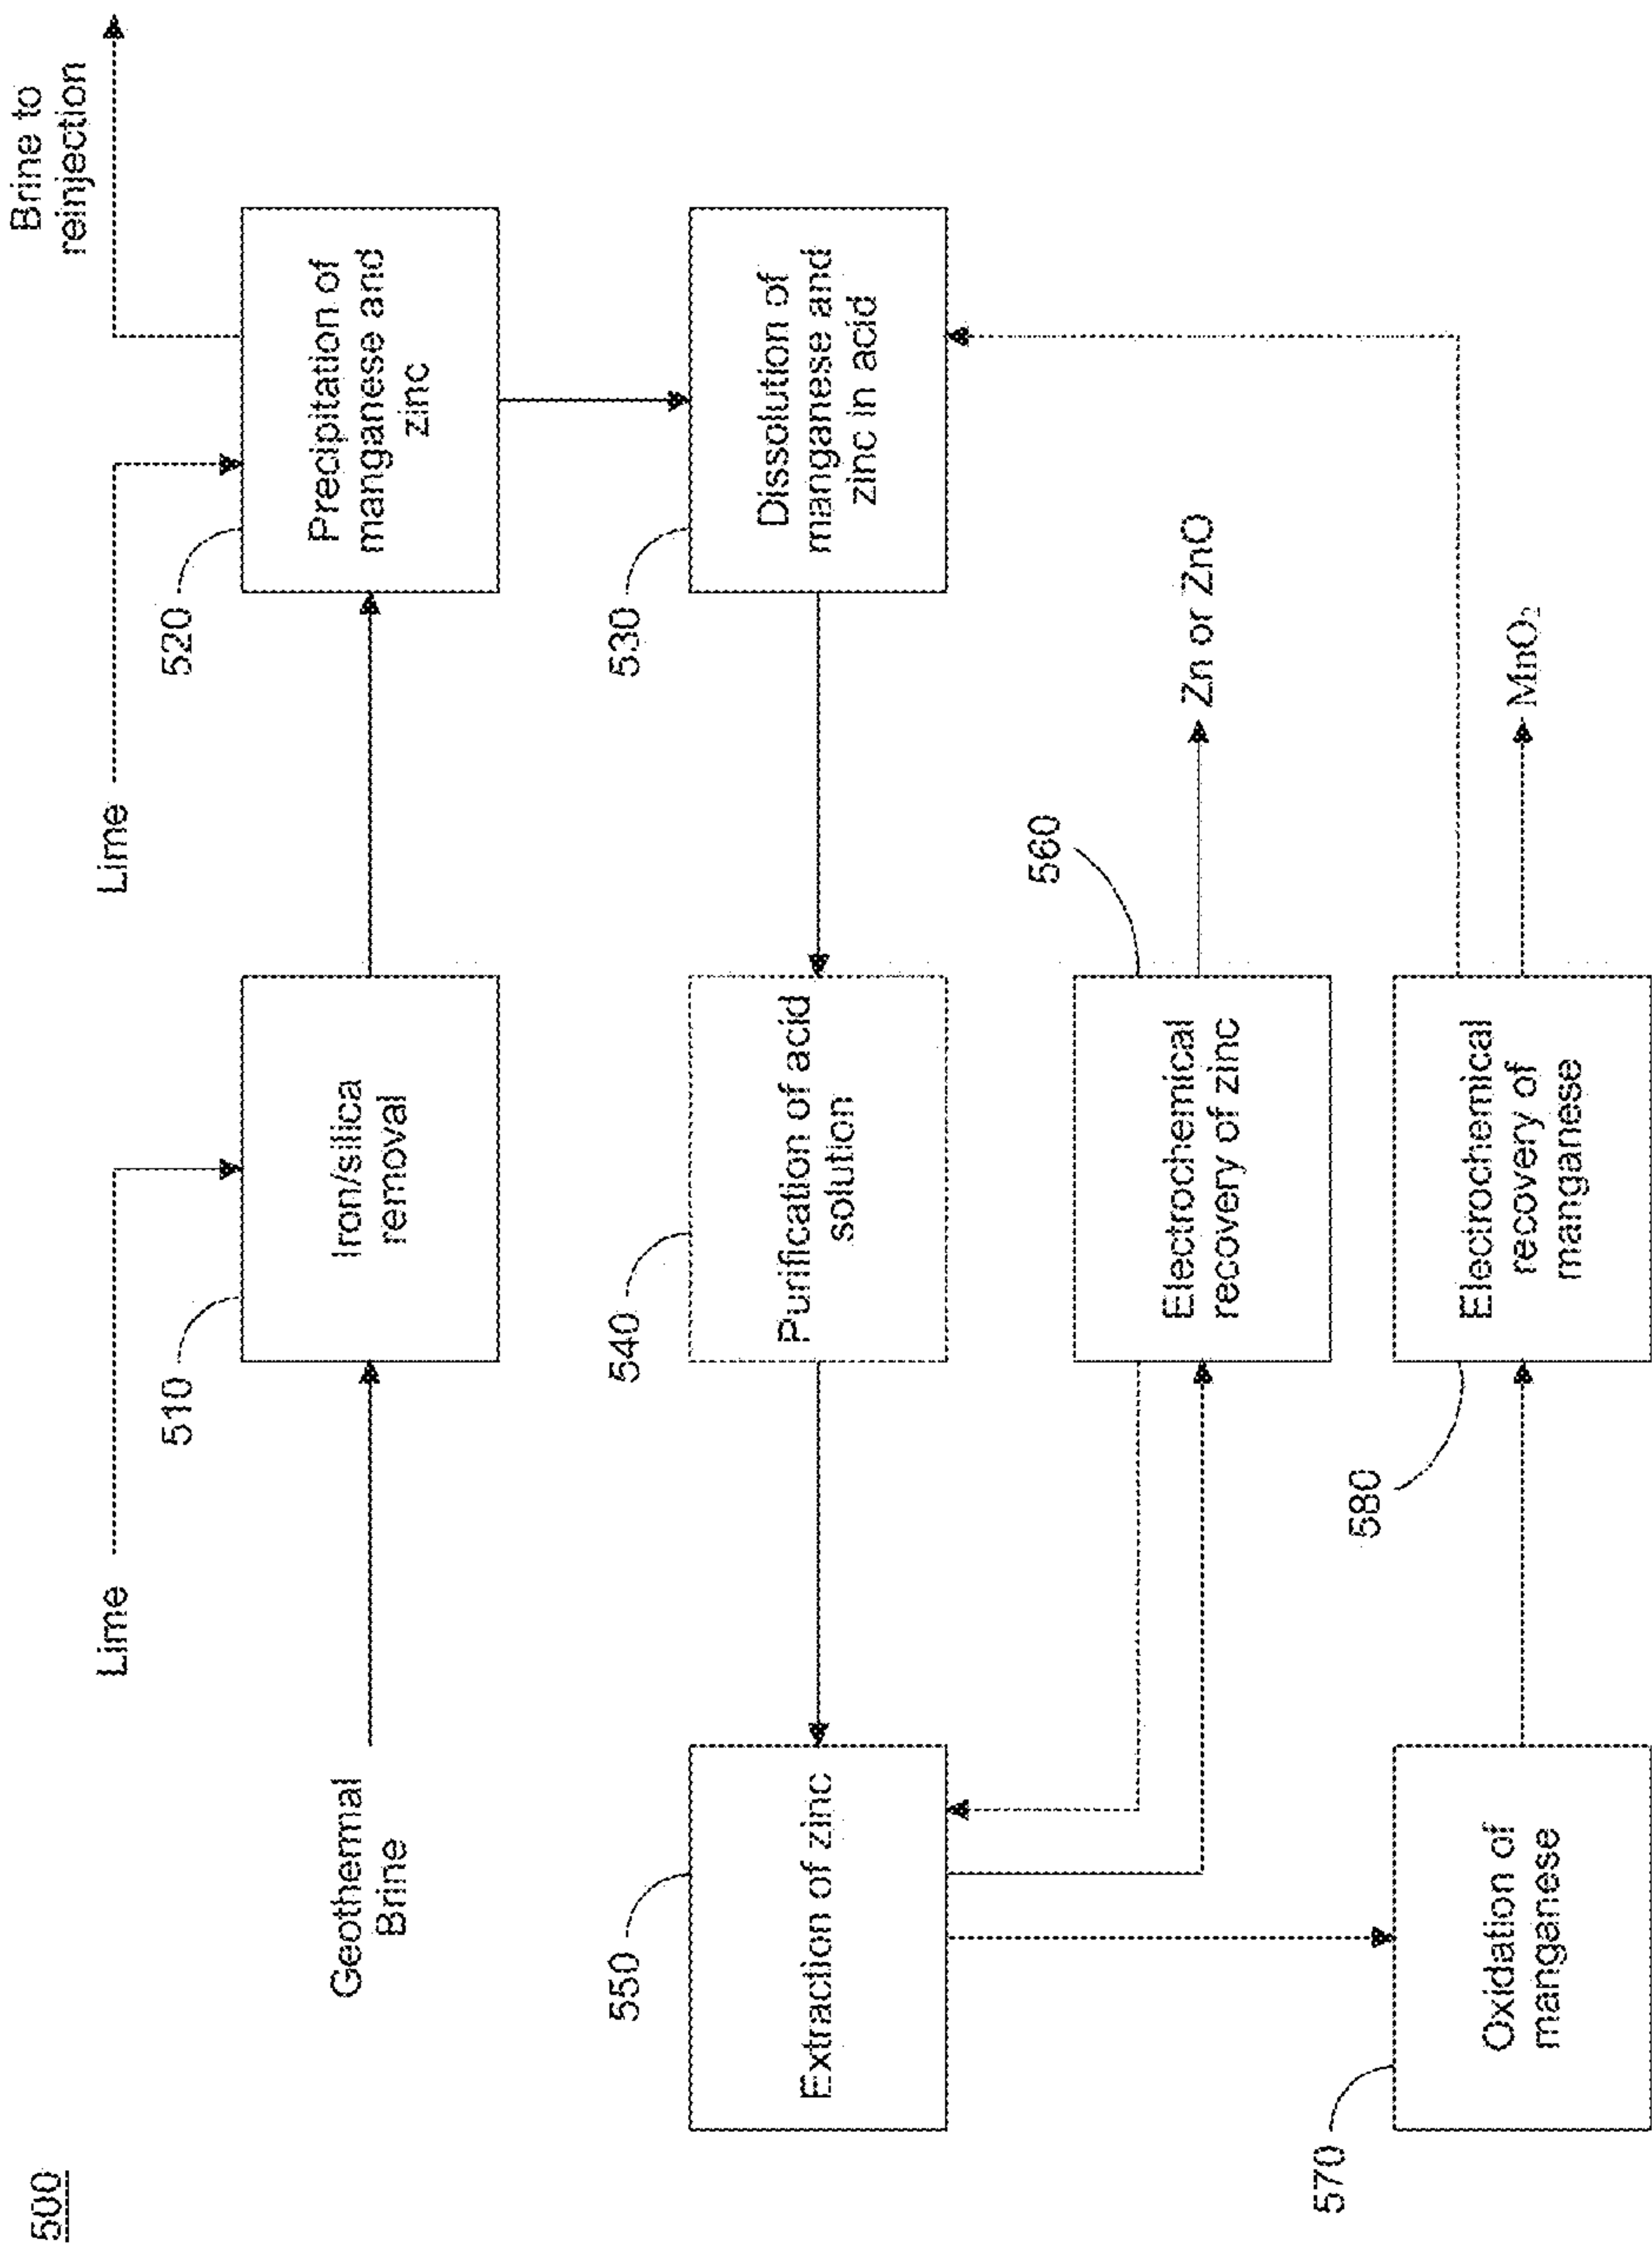 500
Lime
Lime
Brine to
reinjection
510
520
Geothermal
Brine
Iron/silica
removal
Precipitation of
manganese and
zinc
550
540
530
Extraction of zinc
Purification of acid
solution
Dissolution of
manganese and
zinc in acid
560
Electrochemical
recovery of zinc
Zn or ZnO
570
580
Oxidation of
manganese
Electrochemical
recovery of
manganese
MnO₂